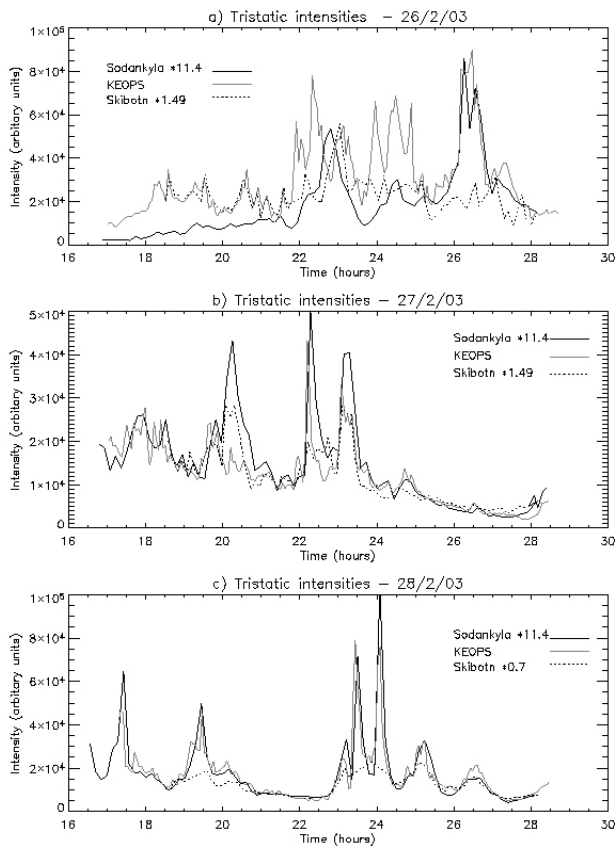 a) Tristatic intensities – 26/2/03
Intensity (arbitary units)
1×10⁵
8×10⁴
6×10⁴
4×10⁴
2×10⁴
0
Sodankyla *11.4
KEOPS
Skibotn *1.49
16 18 20 22 24 26 28 30
Time (hours)
b) Tristatic intensities – 27/2/03
Intensity (arbitary units)
5×10⁴
4×10⁴
3×10⁴
2×10⁴
1×10⁴
0
Sodankyla *11.4
KEOPS
Skibotn *1.49
16 18 20 22 24 26 28 30
Time (hours)
c) Tristatic intensities – 28/2/03
Intensity (arbitary units)
1×10⁵
8×10⁴
6×10⁴
4×10⁴
2×10⁴
0
Sodankyla *11.4
KEOPS
Skibotn *0.7
16 18 20 22 24 26 28 30
Time (hours)